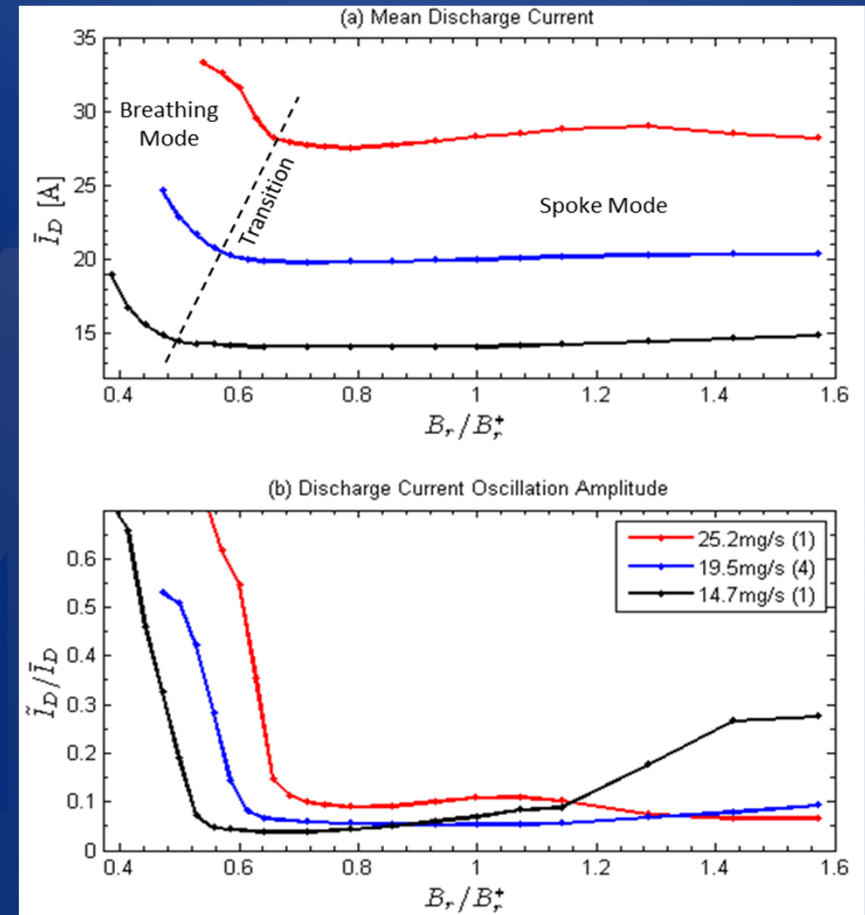 (a) Mean Discharge Current
35
30
25
20
15
Ī_D [A]
Breathing
Mode
Transition
Spoke Mode
0.4 0.6 0.8 1 1.2 1.4 1.6
B_r/B_r^+
(b) Discharge Current Oscillation Amplitude
0.6
0.5
0.4
0.3
0.2
0.1
0
Ĩ_D/Ī_D
25.2mg/s (1)
19.5mg/s (4)
14.7mg/s (1)
0.4 0.6 0.8 1 1.2 1.4 1.6
B_r/B_r^+